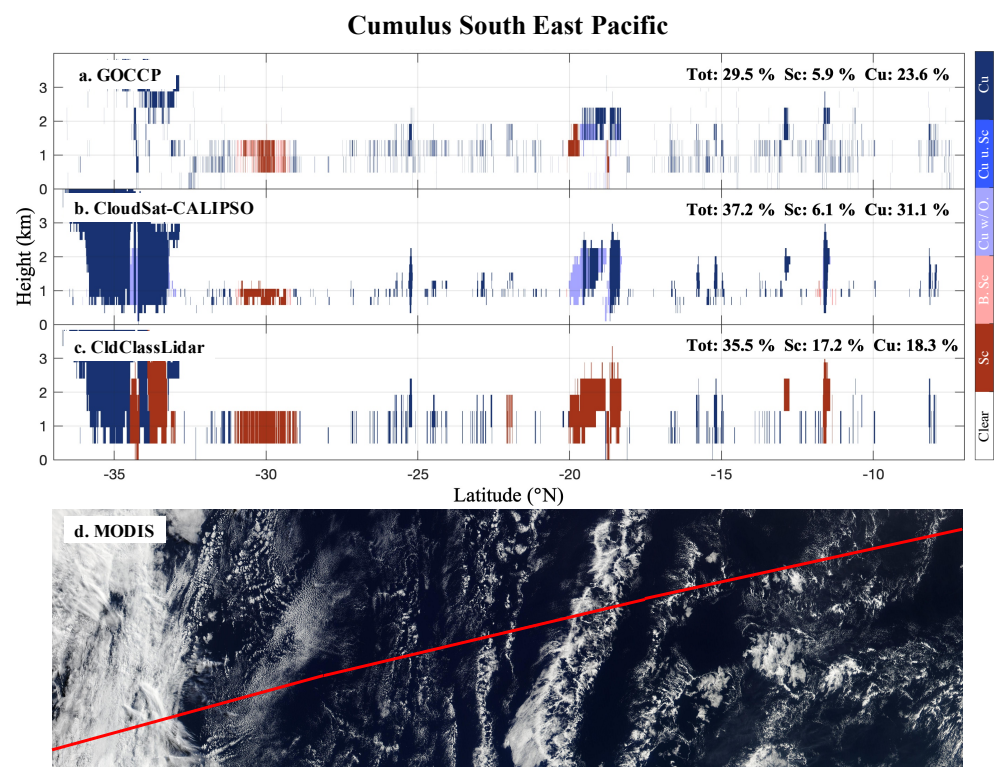 Cumulus South East Pacific
a. GOCCP
Tot: 29.5 % Sc: 5.9 % Cu: 23.6 %
3
2
1
0
b. CloudSat-CALIPSO
Tot: 37.2 % Sc: 6.1 % Cu: 31.1 %
3
2
1
0
c. CldClassLidar
Tot: 35.5 % Sc: 17.2 % Cu: 18.3 %
3
2
1
0
Height (km)
-35 -30 -25 -20 -15 -10
Latitude (°N)
Cu
Cu u. Sc
Cu w/ O.
B. Sc
Sc
Clear
d. MODIS